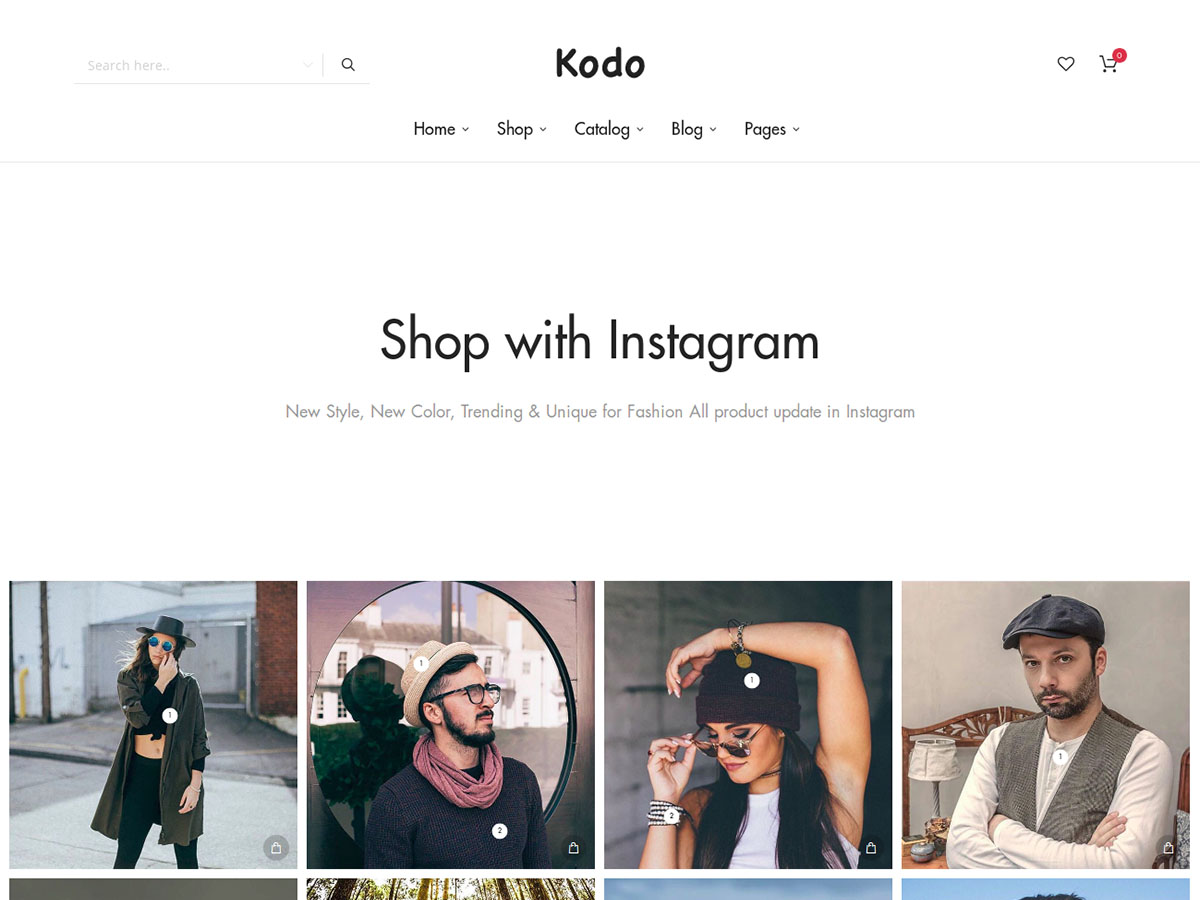 Search here..
Kodo
0
Home
Shop
Catalog
Blog
Pages
Shop with Instagram
New Style, New Color, Trending & Unique for Fashion All product update in Instagram
1
1
2
1
2
1